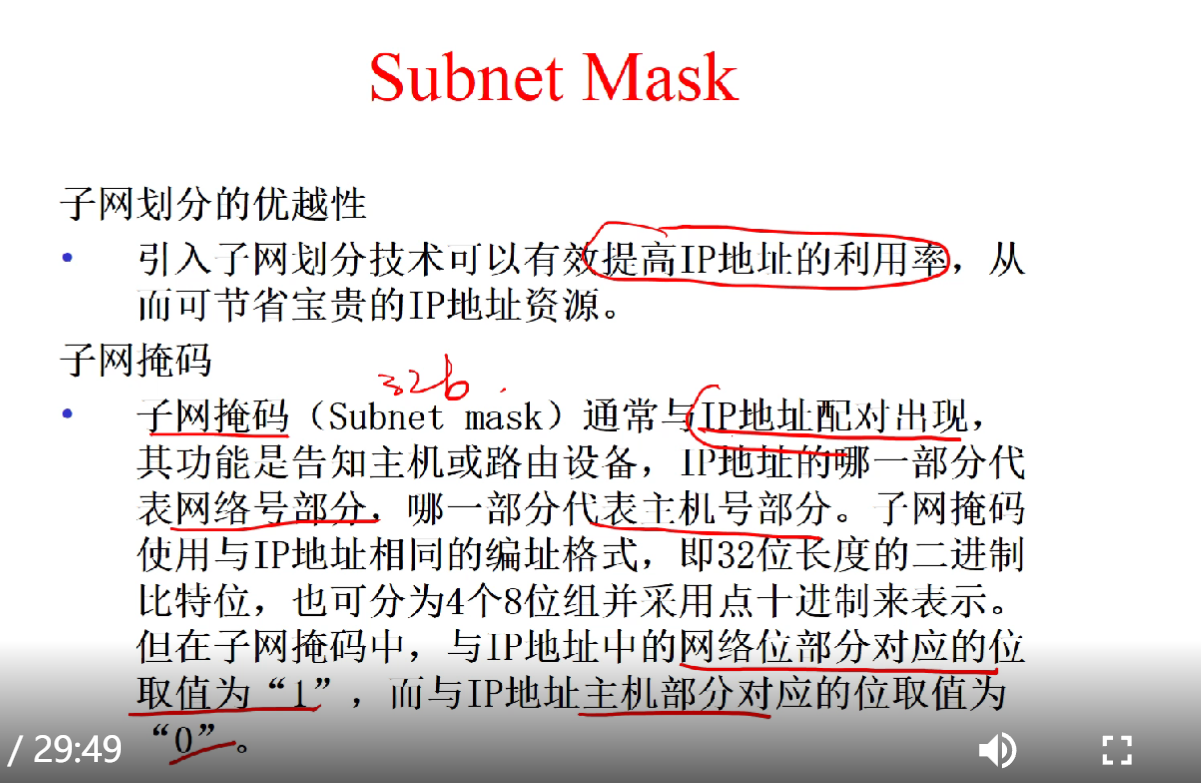 Subnet Mask
子网划分的优越性
• 引入子网划分技术可以有效提高IP地址的利用率，从
而可节省宝贵的IP地址资源。
子网掩码
32b
• 子网掩码（Subnet mask）通常与IP地址配对出现，
其功能是告知主机或路由设备，IP地址的哪一部分代
表网络号部分，哪一部分代表主机号部分。子网掩码
使用与IP地址相同的编址格式，即32位长度的二进制
比特位，也可分为4个8位组并采用点十进制来表示。
但在子网掩码中，与IP地址中的网络位部分对应的位
取值为“1”，而与IP地址主机部分对应的位取值为
“0”。
/ 29:49